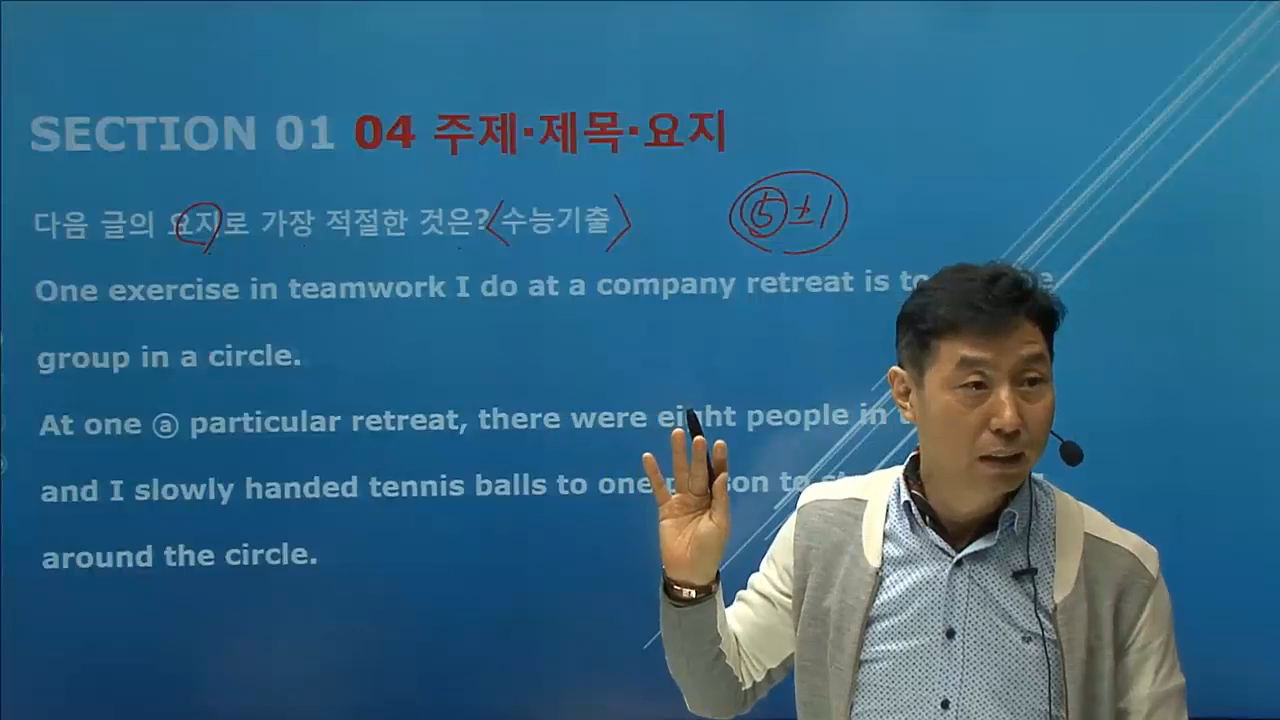 SECTION 01 04 주제·제목·요지
다음 글의 요지로 가장 적절한 것은? <수능기출> ⑤±1
One exercise in teamwork I do at a company retreat is
group in a circle.
At one ⓐ particular retreat, there were eight people in
and I slowly handed tennis balls to one person to
around the circle.